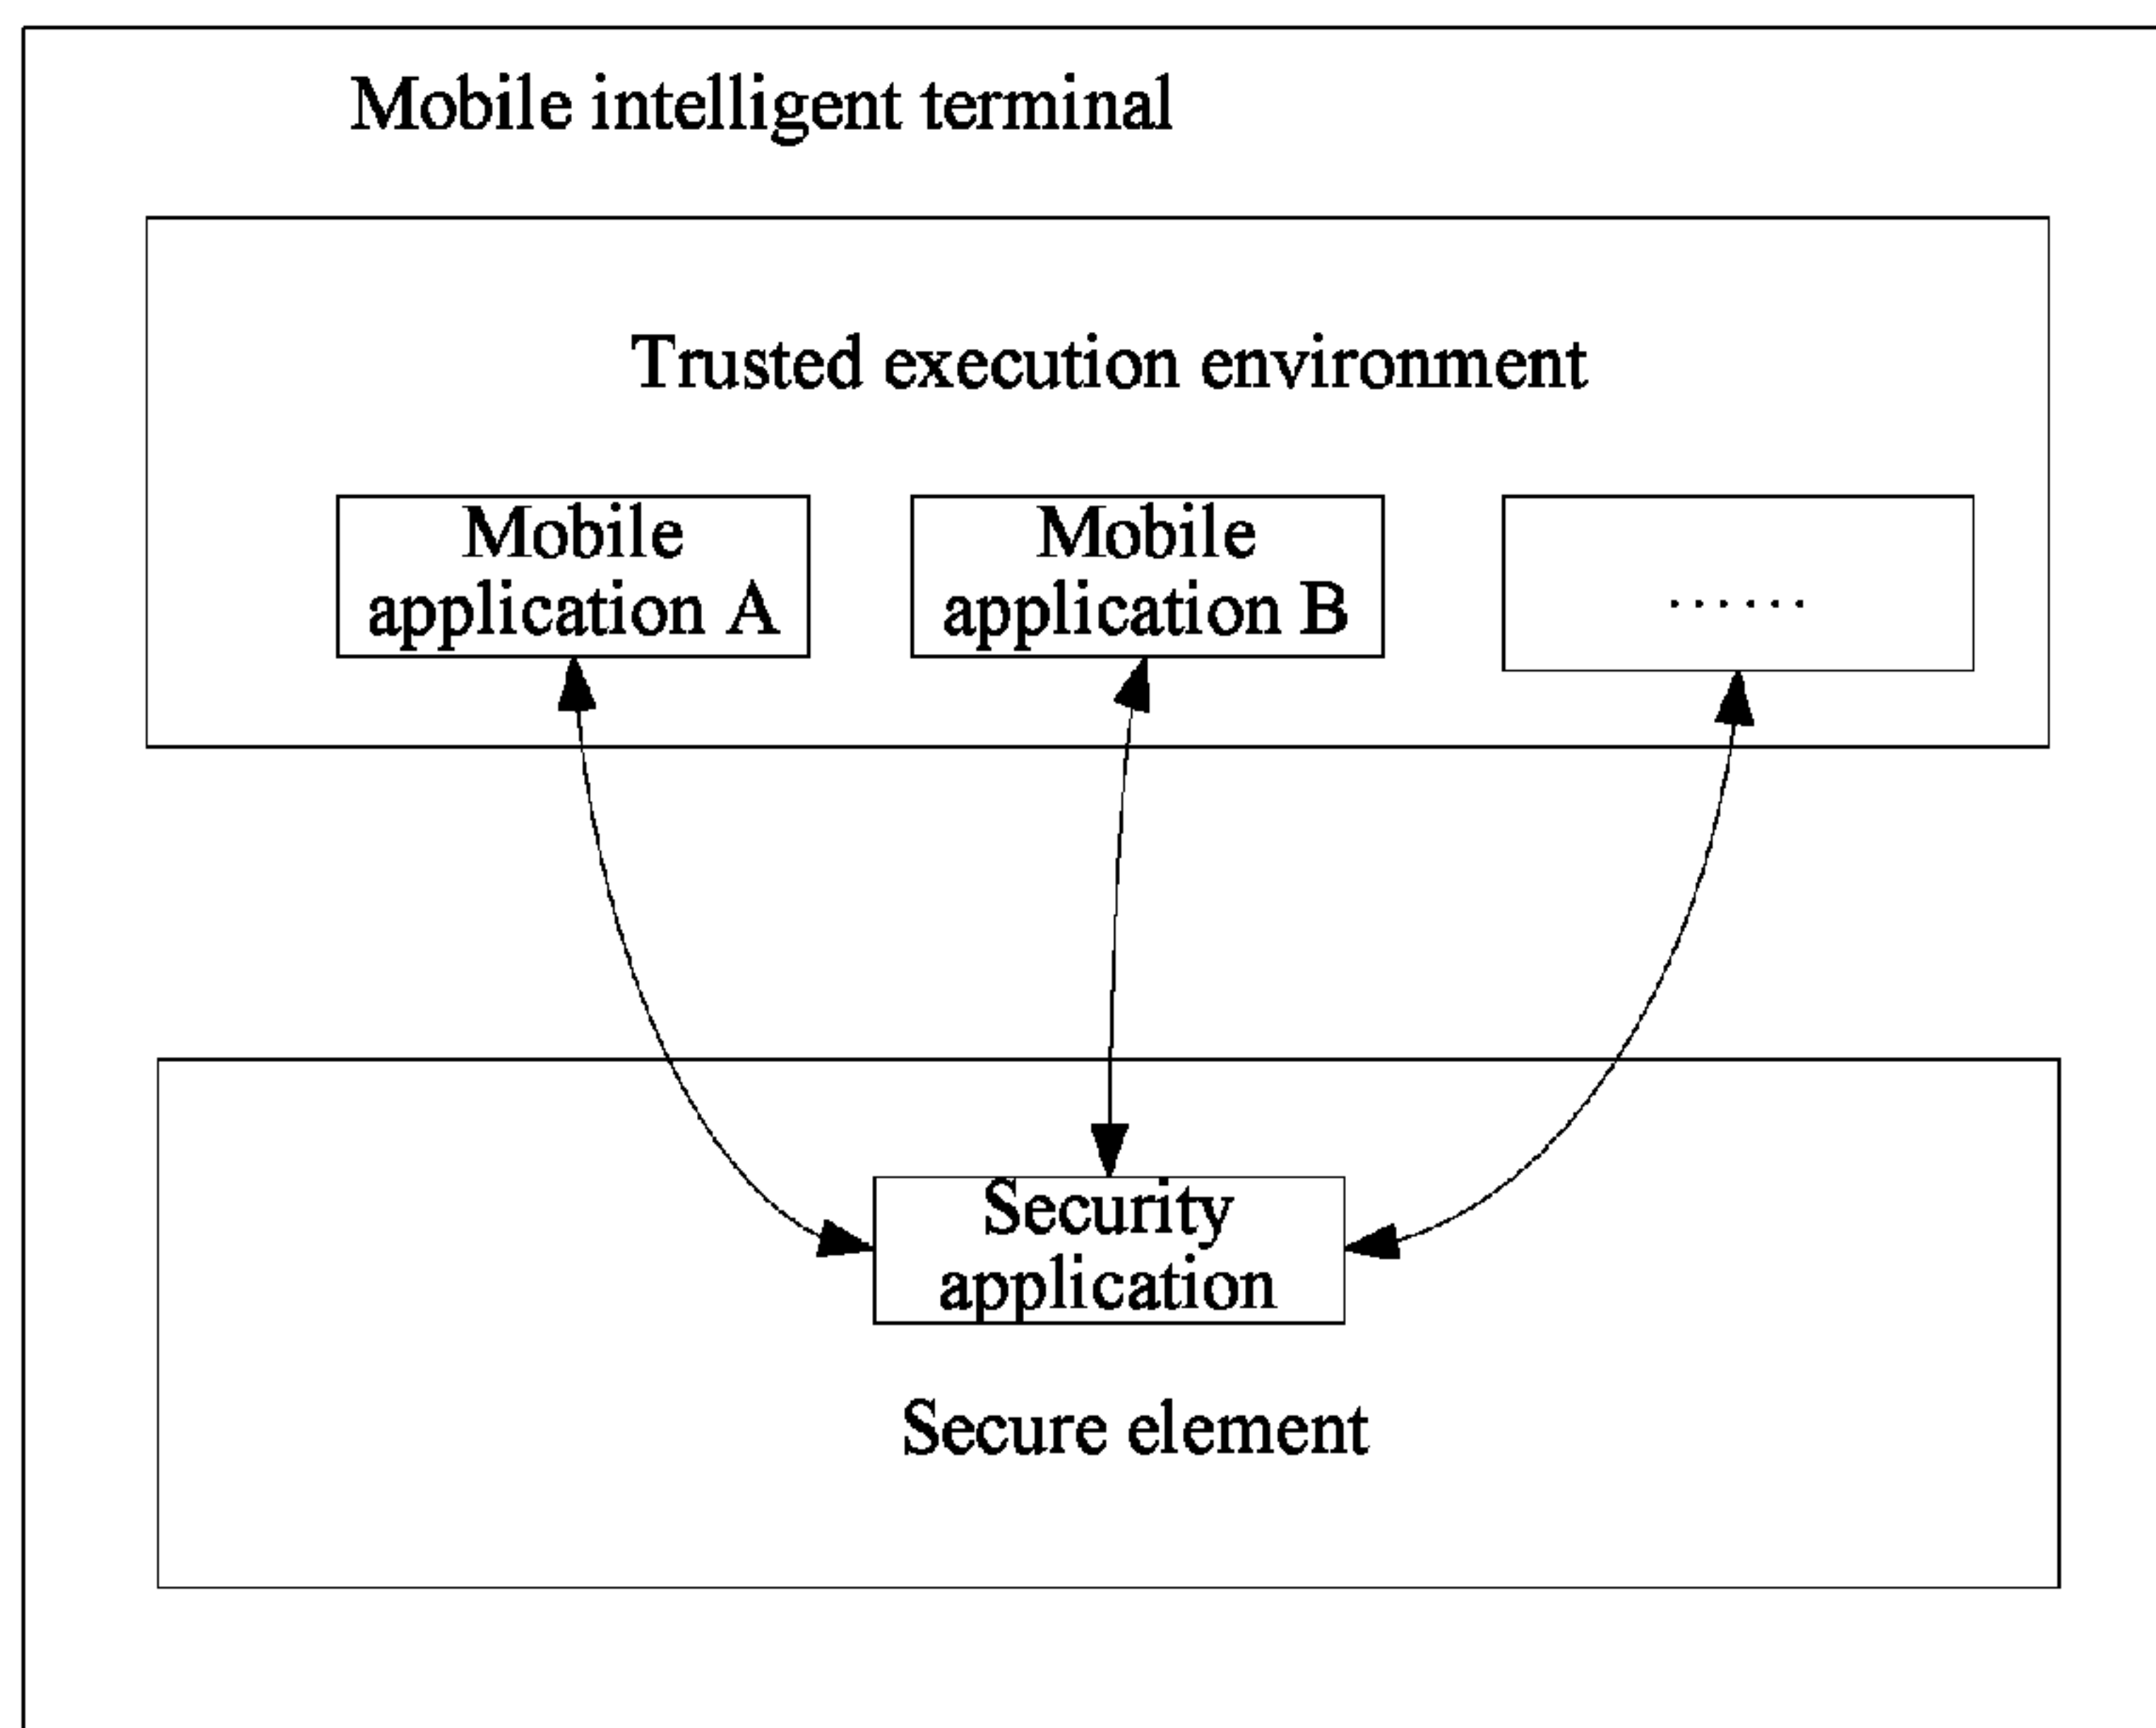 Mobile intelligent terminal
Trusted execution environment
Mobile
application A
Mobile
application B
......
Security
application
Secure element